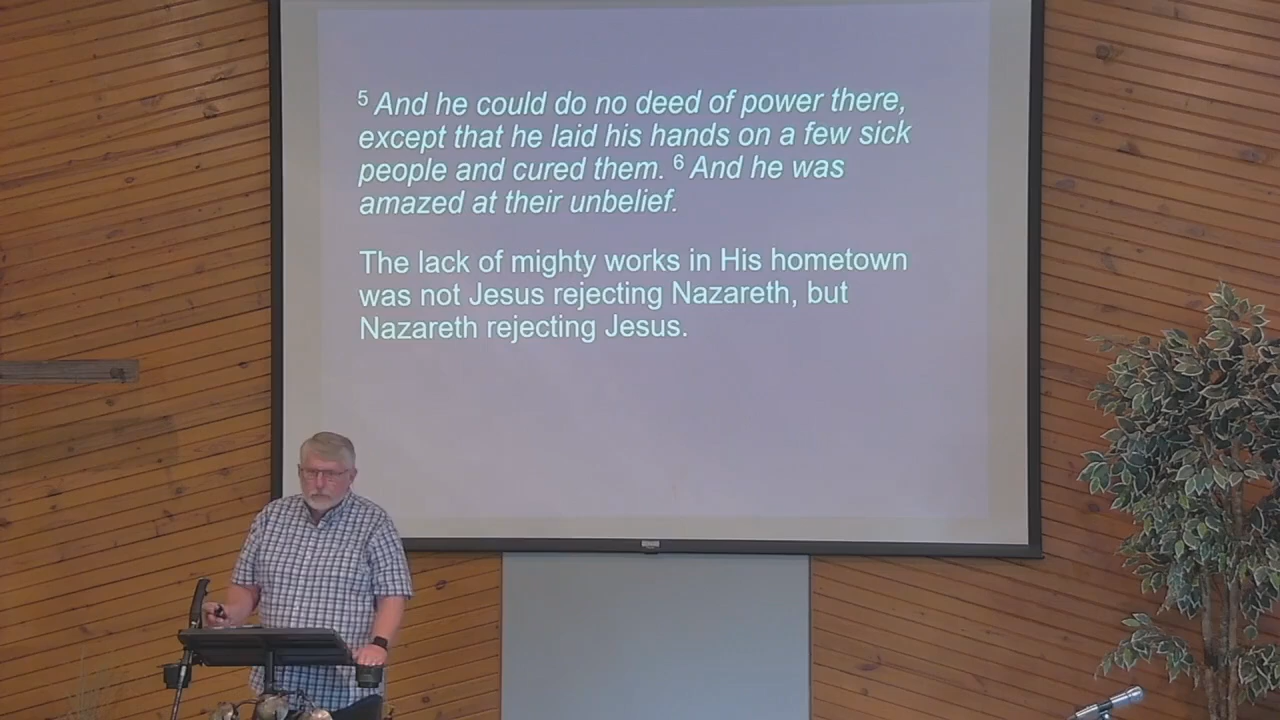 5 And he could do no deed of power there,
except that he laid his hands on a few sick
people and cured them. 6 And he was
amazed at their unbelief.
The lack of mighty works in His hometown
was not Jesus rejecting Nazareth, but
Nazareth rejecting Jesus.